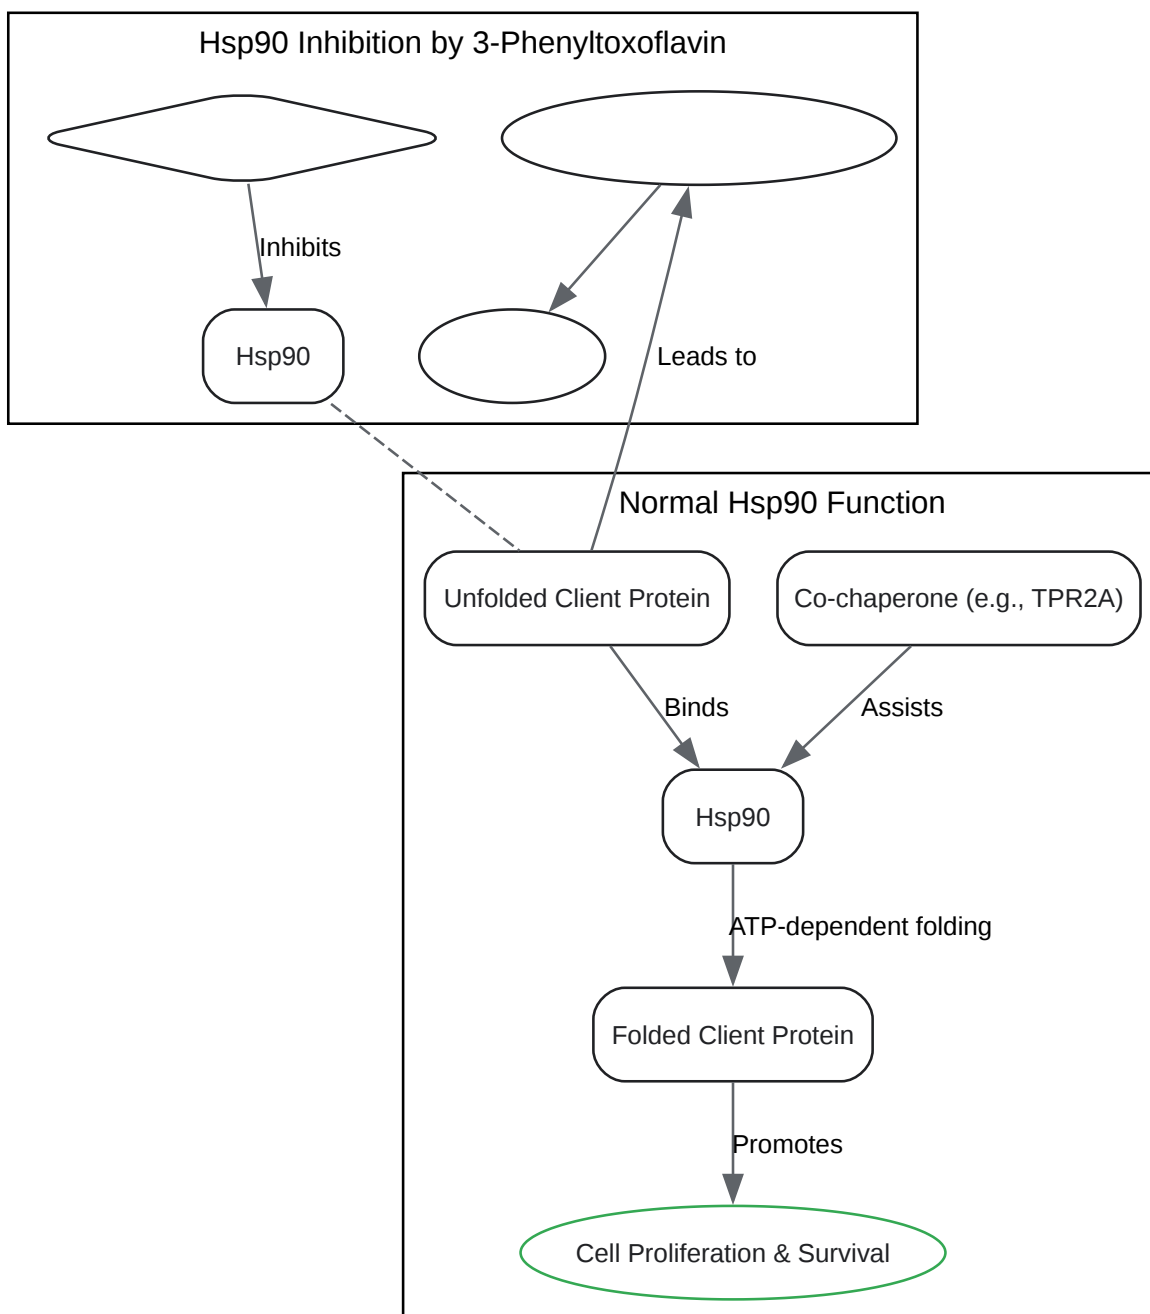 Hsp90 Inhibition by 3-Phenyltoxoflavin
Inhibits
Hsp90
Leads to
Normal Hsp90 Function
Unfolded Client Protein
Co-chaperone (e.g., TPR2A)
Binds
Assists
Hsp90
ATP-dependent folding
Folded Client Protein
Promotes
Cell Proliferation & Survival